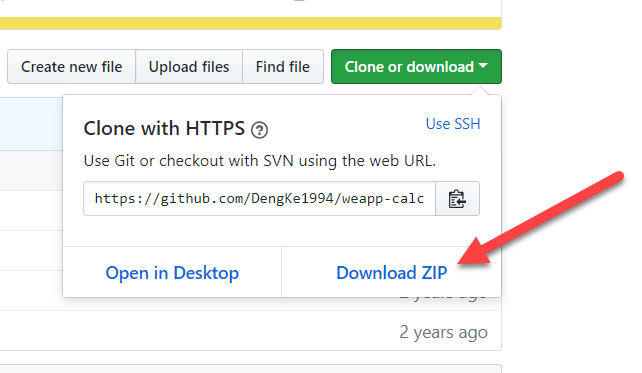 Create new file Upload files Find file Clone or download
Clone with HTTPS ?
Use SSH
Use Git or checkout with SVN using the web URL.
https://github.com/DengKe1994/weapp-calc
Open in Desktop Download ZIP
2 years ago
2 years ago